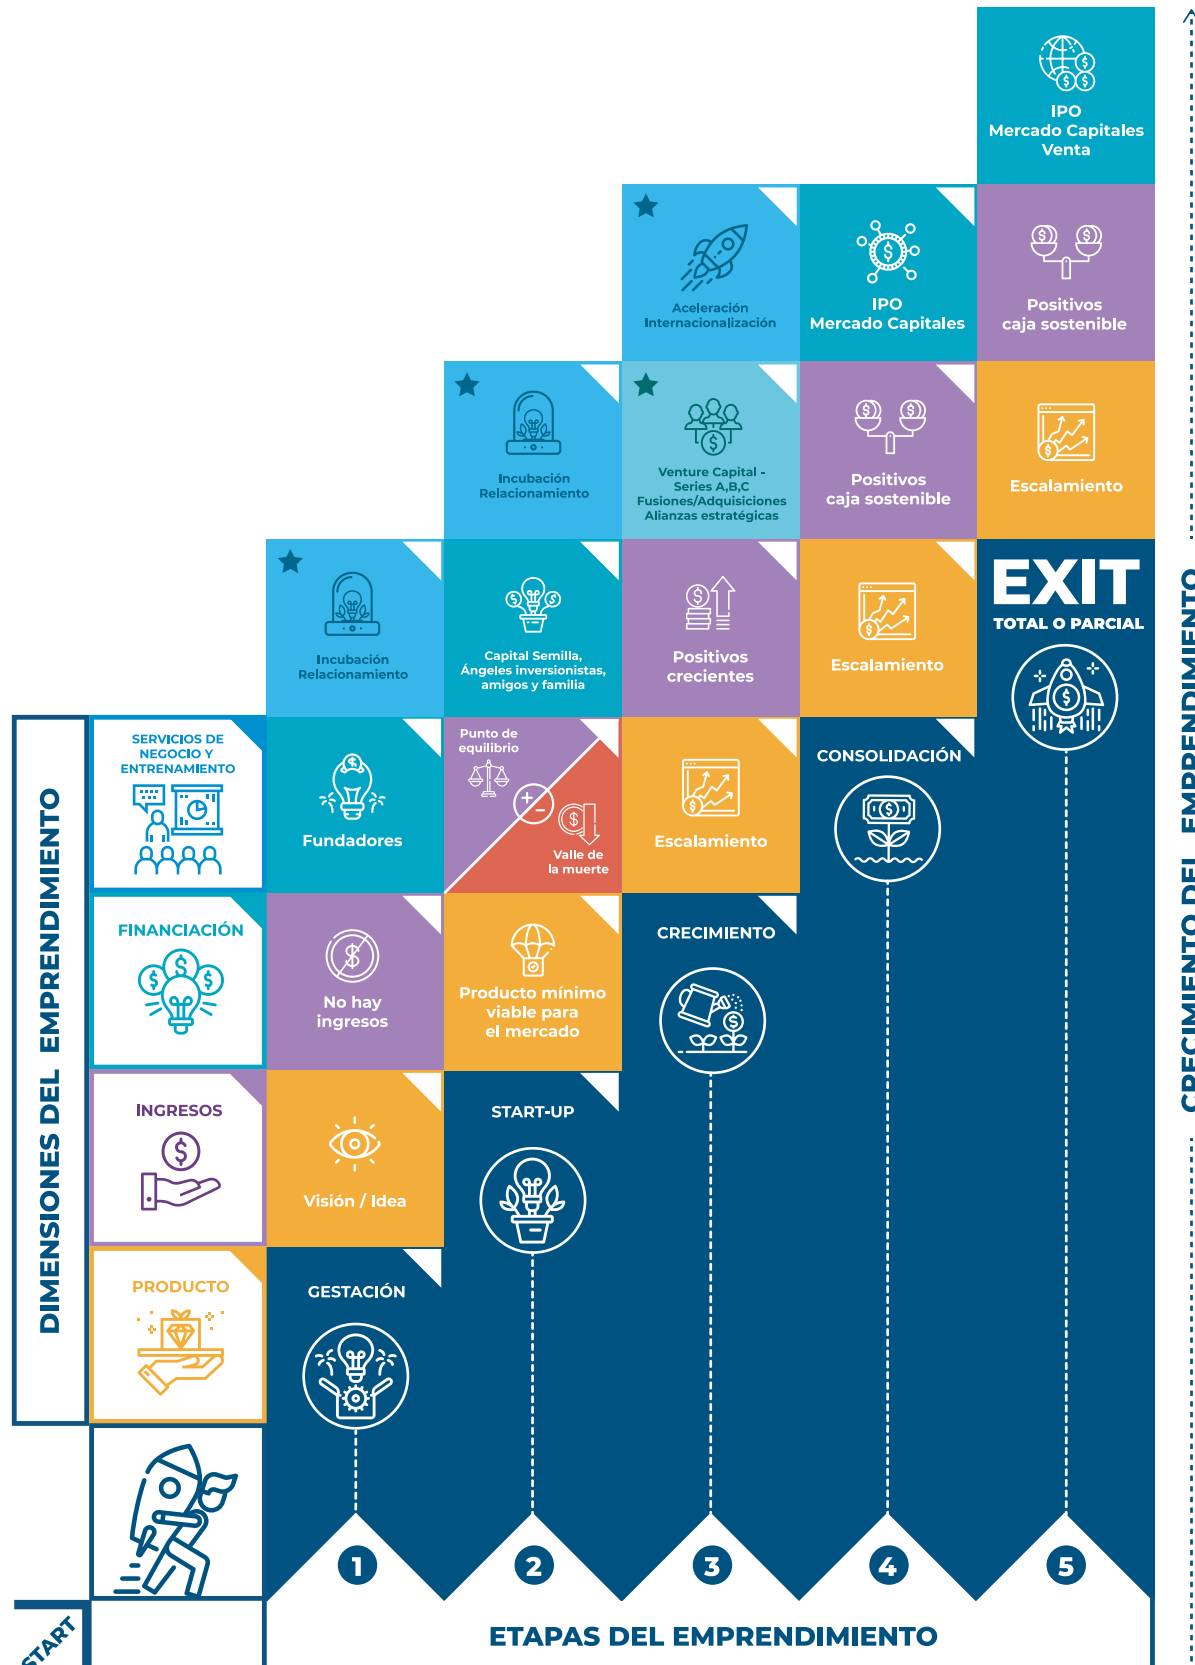 IPO
Mercado Capitales
Venta
Aceleración
Internacionalización
IPO
Mercado Capitales
Positivos
caja sostenible
Incubación
Relacionamiento
Venture Capital -
Series A,B,C
Fusiones/Adquisiciones
Alianzas estratégicas
Positivos
caja sostenible
Escalamiento
Incubación
Relacionamiento
Capital Semilla,
Ángeles inversionistas,
amigos y familia
Positivos
crecientes
Escalamiento
EXIT
TOTAL O PARCIAL
SERVICIOS DE
NEGOCIO Y
ENTRENAMIENTO
Fundadores
Punto de
equilibrio
Valle de
la muerte
Escalamiento
CONSOLIDACIÓN
FINANCIACIÓN
No hay
ingresos
Producto mínimo
viable para
el mercado
CRECIMIENTO
INGRESOS
Visión / Idea
START-UP
PRODUCTO
GESTACIÓN
DIMENSIONES DEL EMPRENDIMIENTO
CRECIMIENTO DEL EMPRENDIMIENTO
1
2
3
4
5
START
ETAPAS DEL EMPRENDIMIENTO